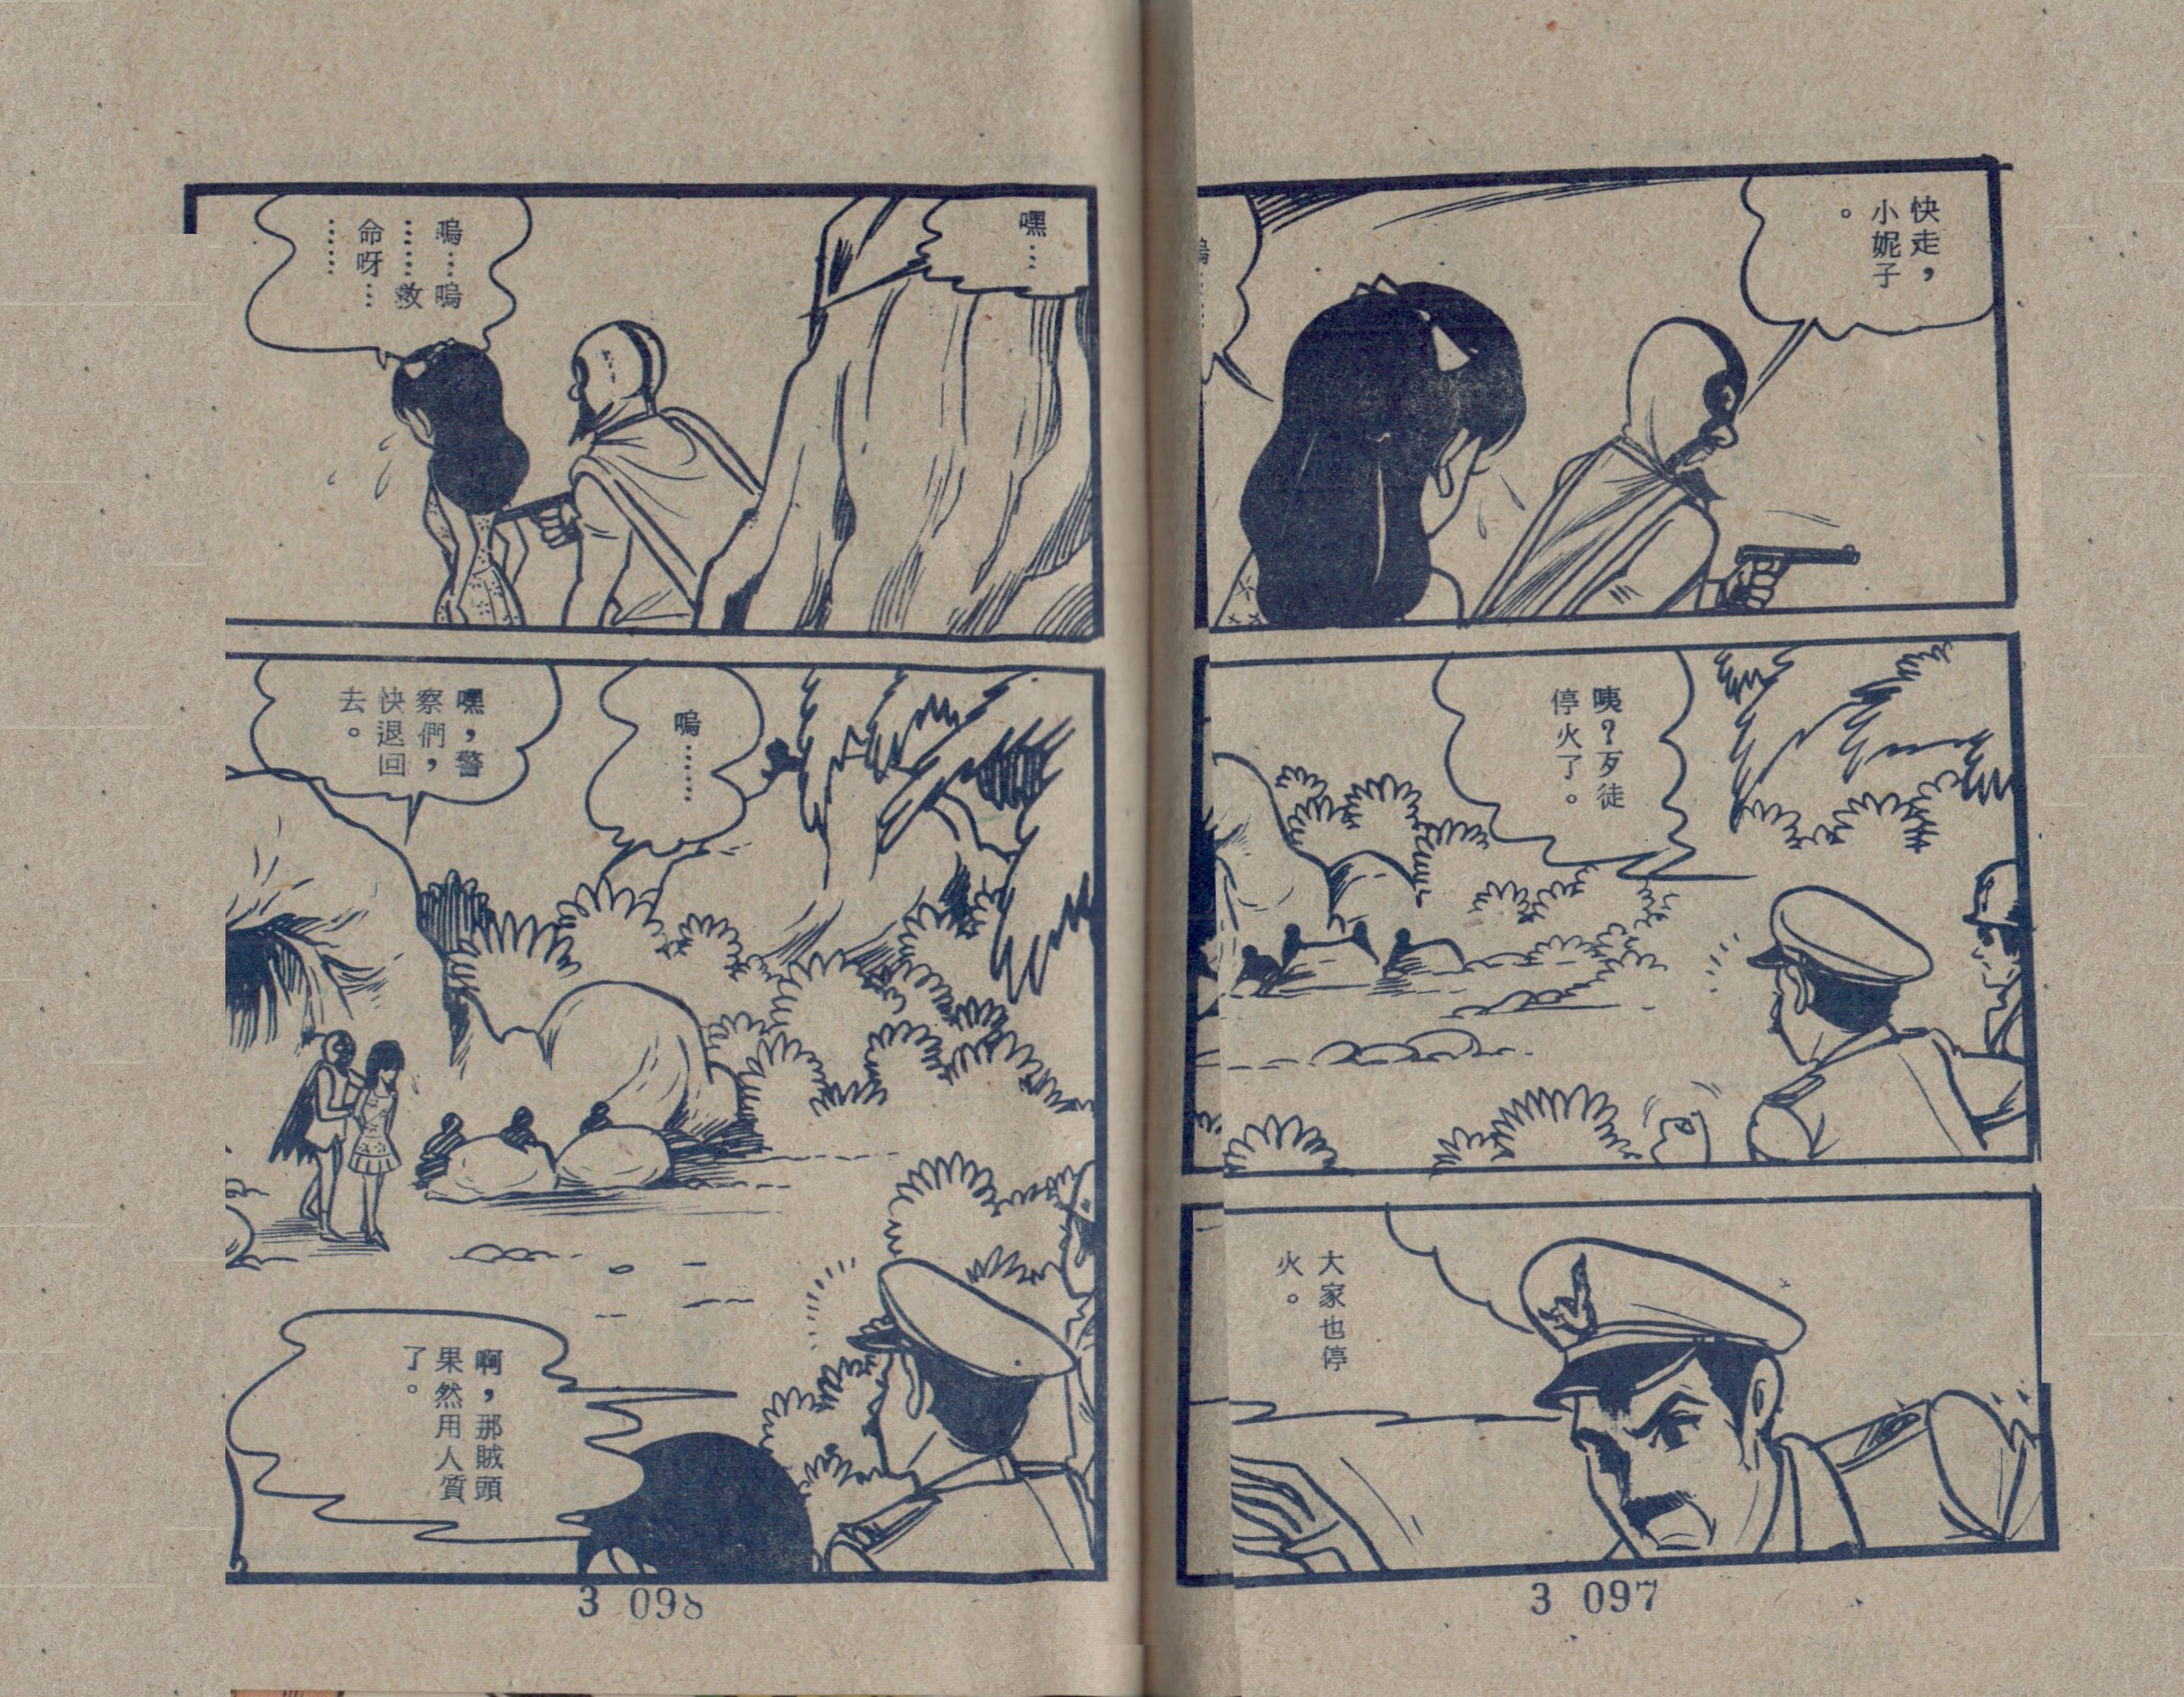 快走，
小妮子
。
嗚……
咦？歹徒
停火了。
大家也停
火。
3 097
嘿…
嗚…嗚
……救
命呀…
……
嗚……
嘿，警
察們，
快退回
去。
啊，那賊頭
果然用人質
了。
3 098